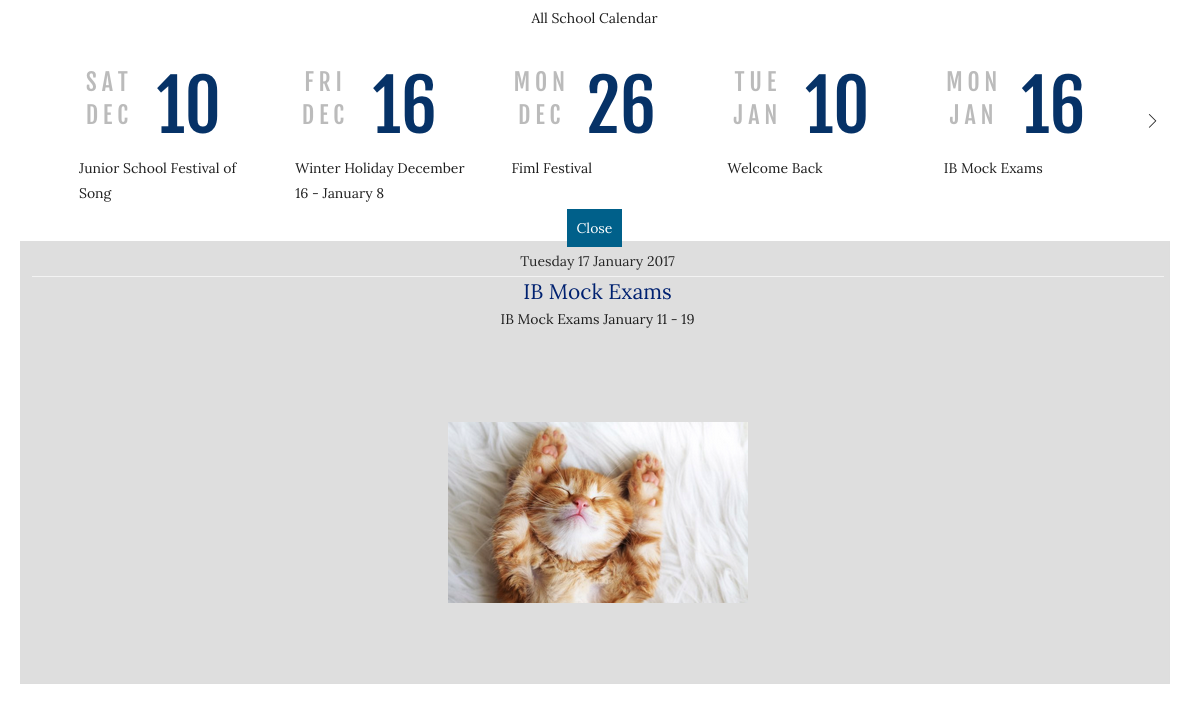 All School Calendar
SAT
DEC
10
FRI
DEC
16
MON
DEC
26
TUE
JAN
10
MON
JAN
16
Junior School Festival of
Song
Winter Holiday December
16 - January 8
Fiml Festival
Welcome Back
IB Mock Exams
Close
Tuesday 17 January 2017
IB Mock Exams
IB Mock Exams January 11 - 19